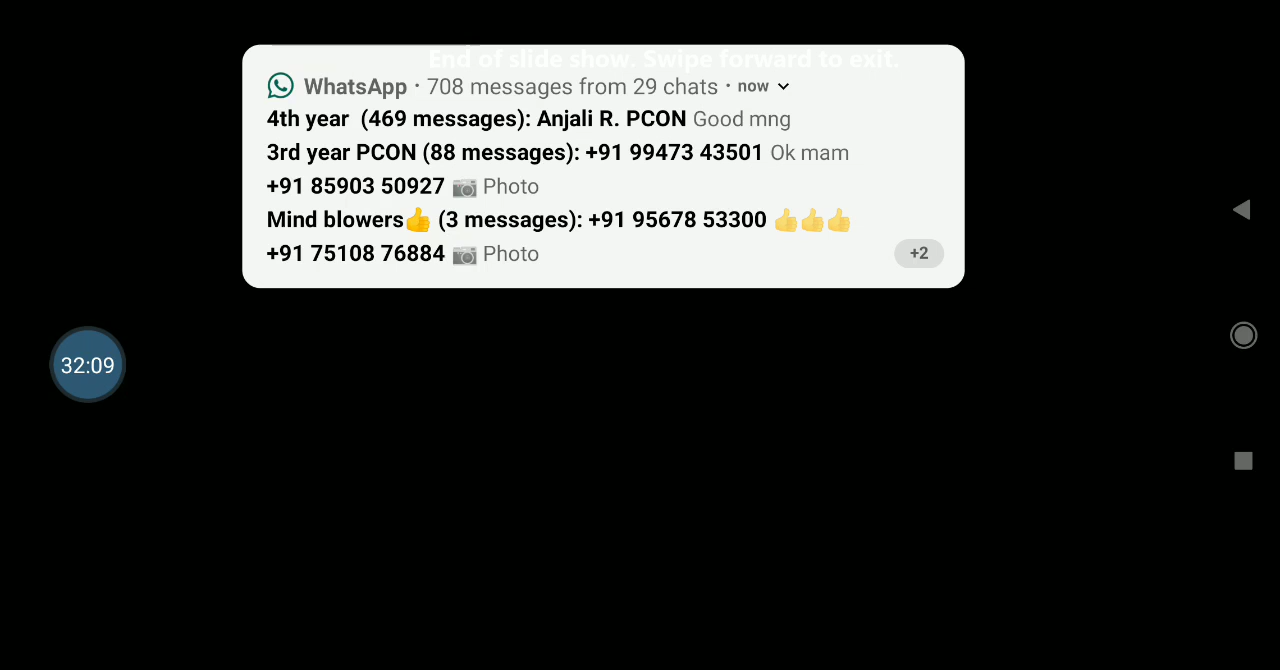 End of slide show. Swipe forward to exit.
WhatsApp · 708 messages from 29 chats · now
4th year (469 messages): Anjali R. PCON Good mng
3rd year PCON (88 messages): +91 99473 43501 Ok mam
+91 85903 50927 📷 Photo
Mind blowers👍 (3 messages): +91 95678 53300 👍👍👍
+91 75108 76884 📷 Photo
+2
32:09